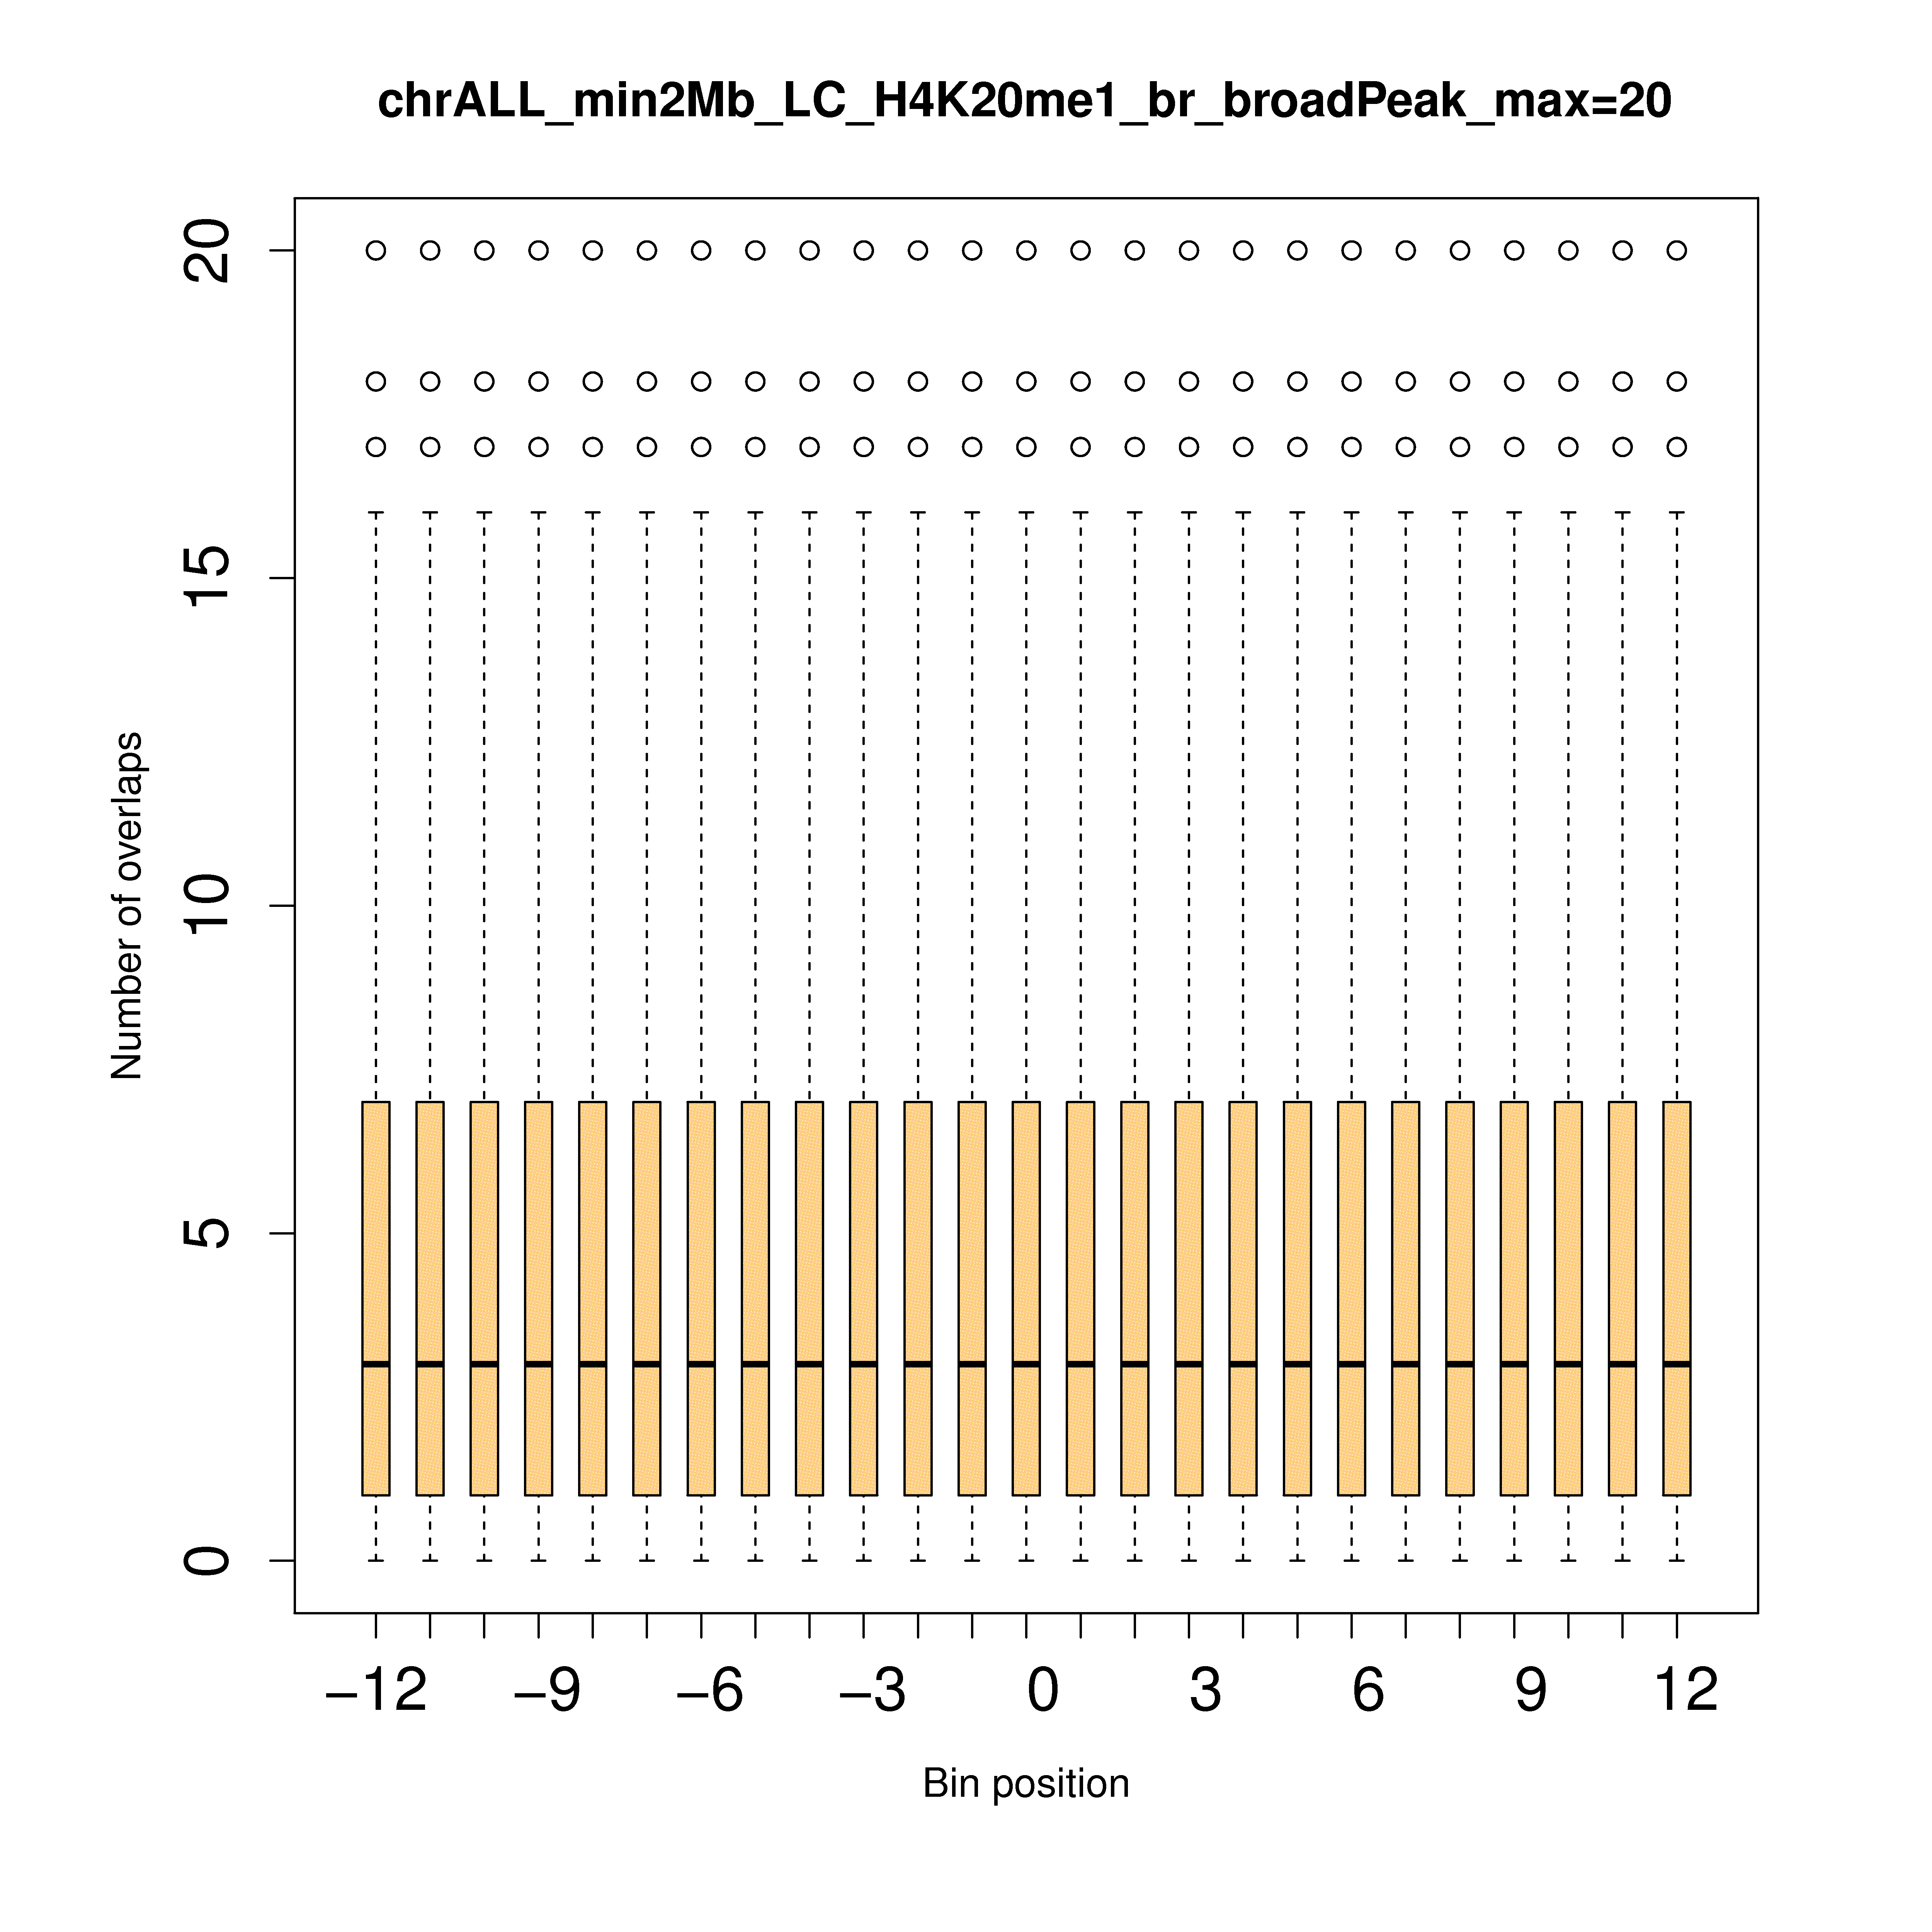 chrALL_min2Mb_LC_H4K20me1_br_broadPeak_max=20
20
15
10
5
0
Number of overlaps
−12 −9 −6 −3 0 3 6 9 12
Bin position